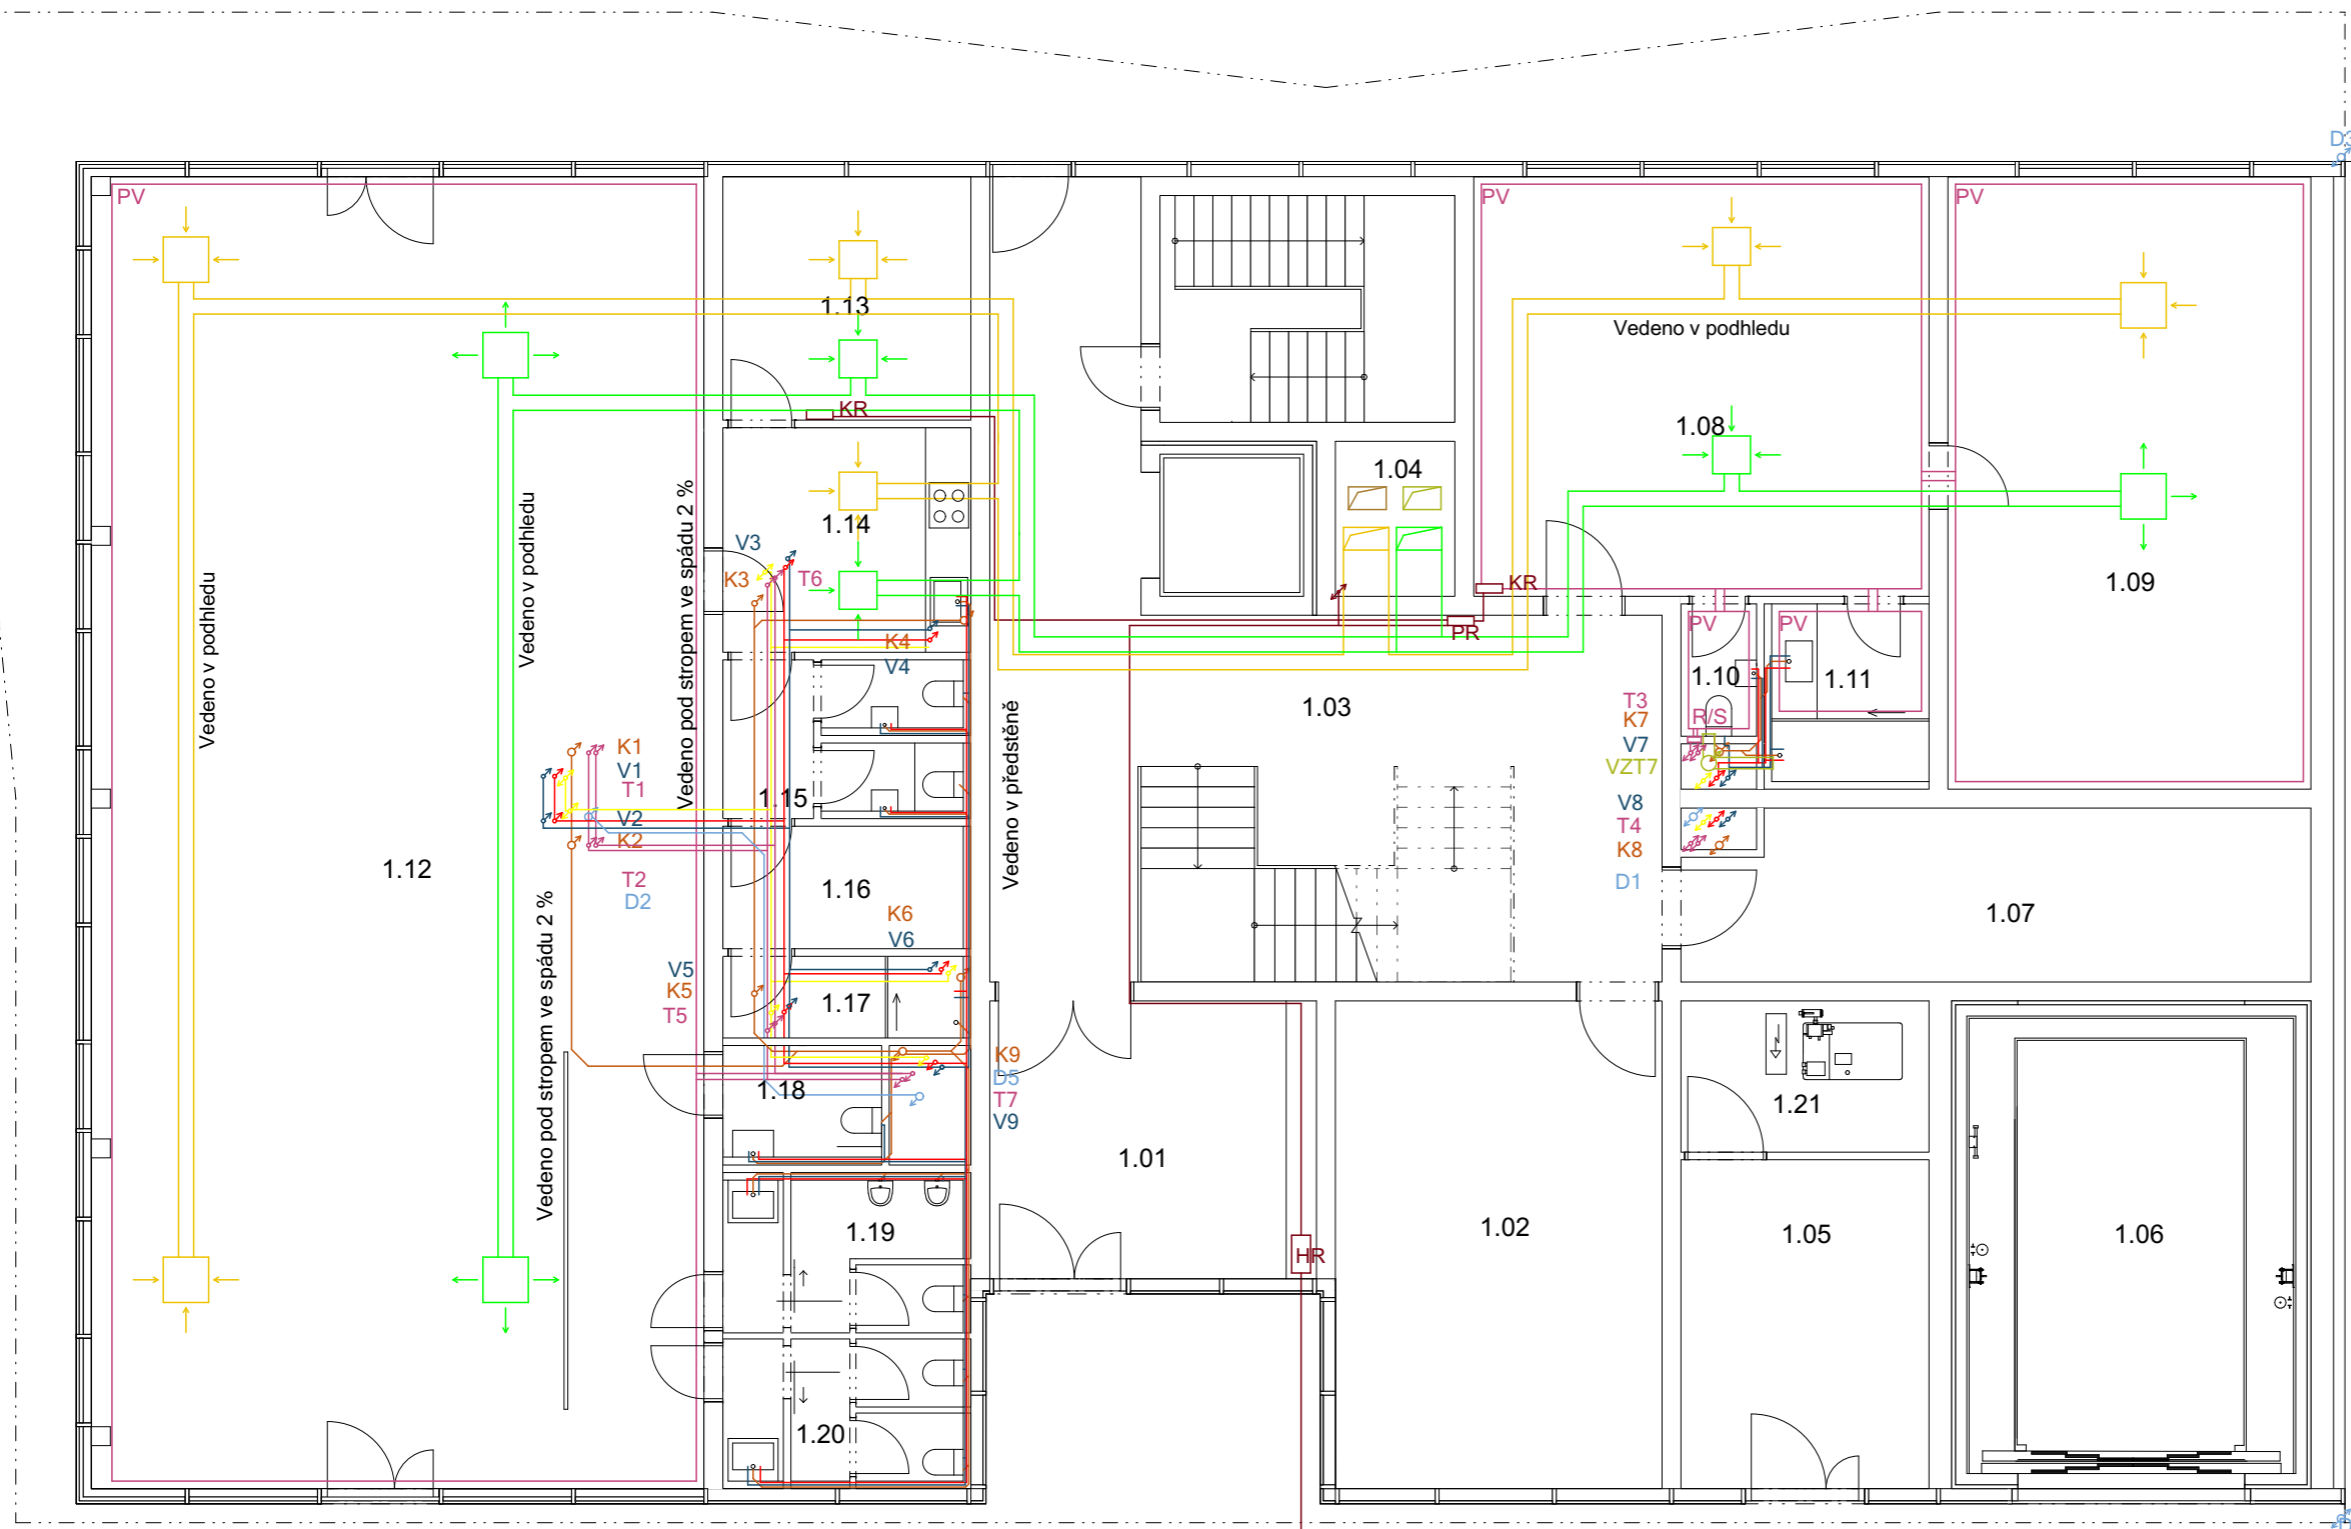 D
PV
PV
PV
1.13
Vedeno v podhledu
KR
1.08
1.04
Vedeno v podhledu
Vedeno v podhledu
Vedeno pod stropem ve spádu 2 %
1.14
V3
K3
T6
KR
1.09
PR
PV
PV
K4
V4
1.10
1.11
T3
K7
V7
VZT7
R/S
1.03
Vedeno v předstěně
K1
V1
T1
V2
K2
1.15
V8
T4
K8
D1
1.12
T2
D2
1.16
K6
V6
1.07
Vedeno pod stropem ve spádu 2 %
V5
K5
T5
1.17
K9
D5
T7
V9
1.18
1.21
1.01
1.19
1.02
1.05
1.06
HR
1.20